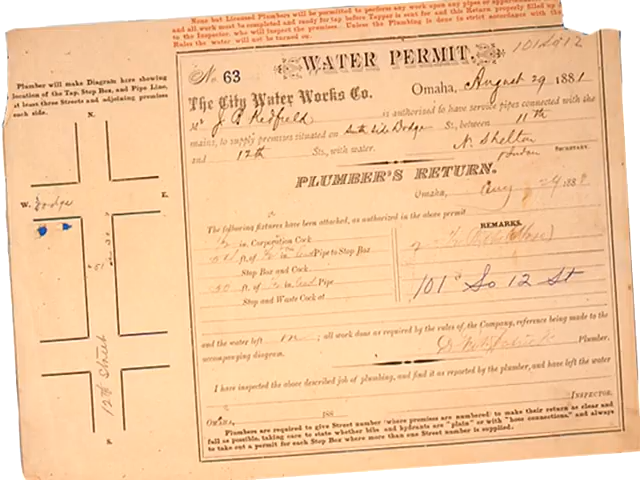 None but Licensed Plumbers will be permitted to perform any work upon any pipes or
and all work must be completed and ready for tap before Tapper is sent for and this Return, properly filled up
to the Inspector, who will inspect the premises. Unless the Plumbing is done in strict accordance with
Rules the water will not be turned on.
Plumber will make Diagram here showing
location of the Tap, Stop Box, and Pipe Line,
at least three Streets and adjoining premises
each side.
N.
W. Dodge
E.
12th Street
S.
No. 63
WATER PERMIT.
The City Water Works Co.
Omaha, August 29 1881
Mr J Redfield is authorized to have service pipes connected with the
mains, to supply premises situated on Side Dodge St, between 11th
and 12th Sts, with water.
N. Shelton
SECRETARY.
PLUMBER'S RETURN.
Omaha, Aug 188
The following fixtures have been attached, as authorized in the above permit
in. Corporation Cock
ft. of in. lead Pipe to Stop Box
Stop Box and Cock.
ft. of lead Pipe
Stop and Waste Cock at
REMARKS.
101 So 12 St
and the water left ; all work done as required by the rules of the Company, reference being made to the
accompanying diagram.
Plumber.
I have inspected the above described job of plumbing, and find it as reported by the plumber, and have left the water
INSPECTOR.
OMAHA, 188
Plumbers are required to give Street number (where premises are numbered) to make their return as clear and
full as possible, taking care to state whether bibs and hydrants are "plain" or with "hose connections," and always
to take out a permit for each Stop Box where more than one Street number is supplied.